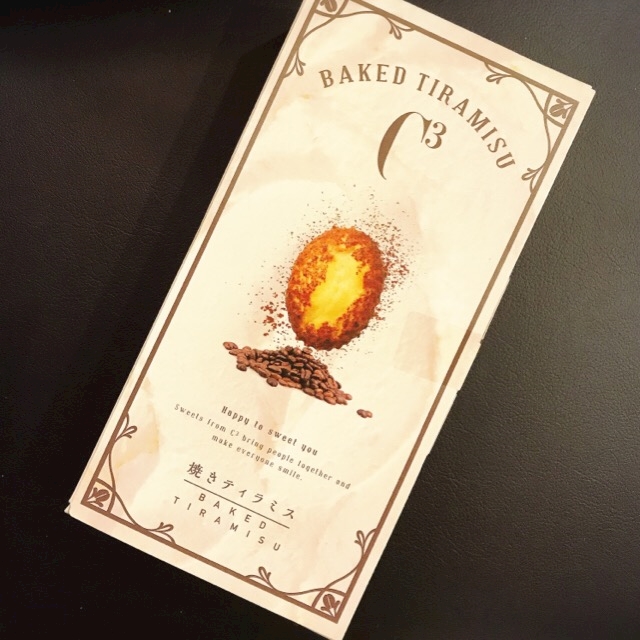 BAKED TIRAMISU
C³
Happy to sweet you
Sweets from C³ bring people together and
make everyone smile.
焼きティラミス
BAKED
TIRAMISU